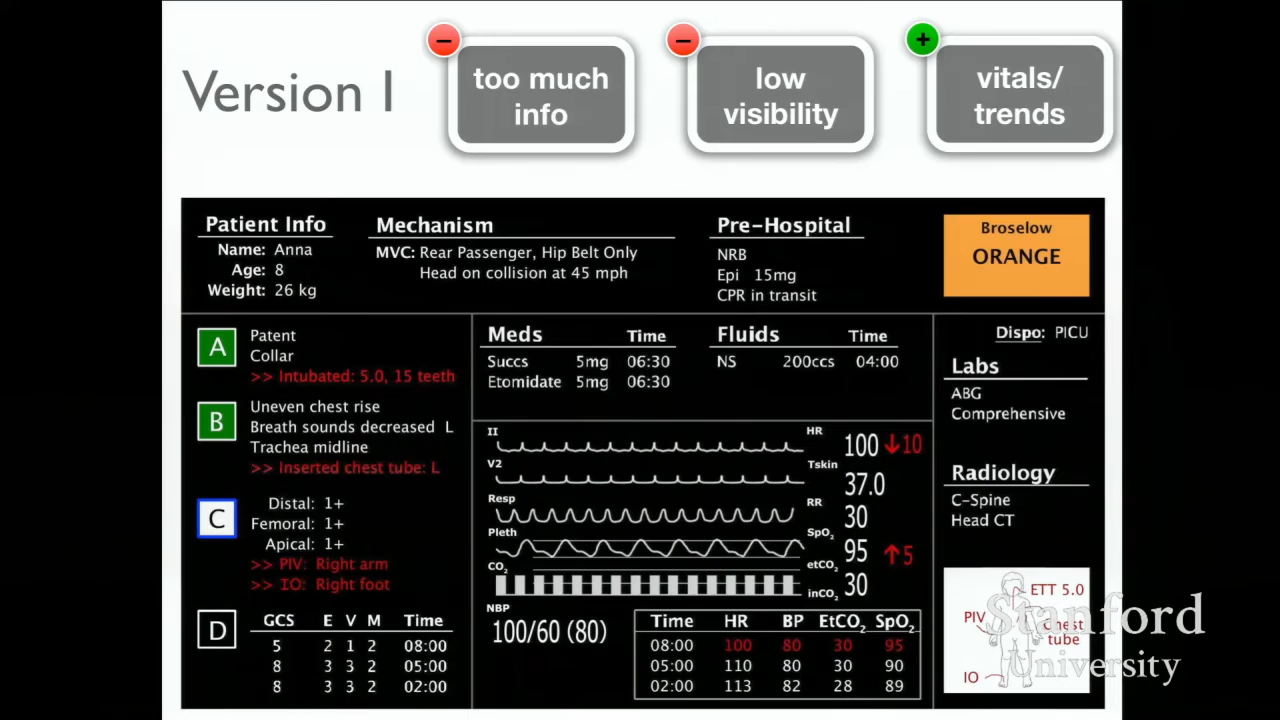 Version I
− too much
info
− low
visibility
+ vitals/
trends
Patient Info
Name: Anna
Age: 8
Weight: 26 kg
Mechanism
MVC: Rear Passenger, Hip Belt Only
Head on collision at 45 mph
Pre-Hospital
NRB
Epi 15mg
CPR in transit
Broselow
ORANGE
A
Patent
Collar
>> Intubated: 5.0, 15 teeth
B
Uneven chest rise
Breath sounds decreased L
Trachea midline
>> Inserted chest tube: L
C
Distal: 1+
Femoral: 1+
Apical: 1+
>> PIV: Right arm
>> IO: Right foot
D
GCS E V M Time
5 2 1 2 08:00
8 3 3 2 05:00
8 3 3 2 02:00
Meds Time
Succs 5mg 06:30
Etomidate 5mg 06:30
Fluids Time
NS 200ccs 04:00
II HR 100 ↓10
V2 Tskin 37.0
Resp RR 30
Pleth SpO₂ 95 ↑5
CO₂ etCO₂ 30
inCO₂
NBP
100/60 (80)
Time HR BP EtCO₂ SpO₂
08:00 100 80 30 95
05:00 110 80 30 90
02:00 113 82 28 89
Dispo: PICU
Labs
ABG
Comprehensive
Radiology
C-Spine
Head CT
ETT 5.0
PIV
Chest
tube
IO
Stanford
University